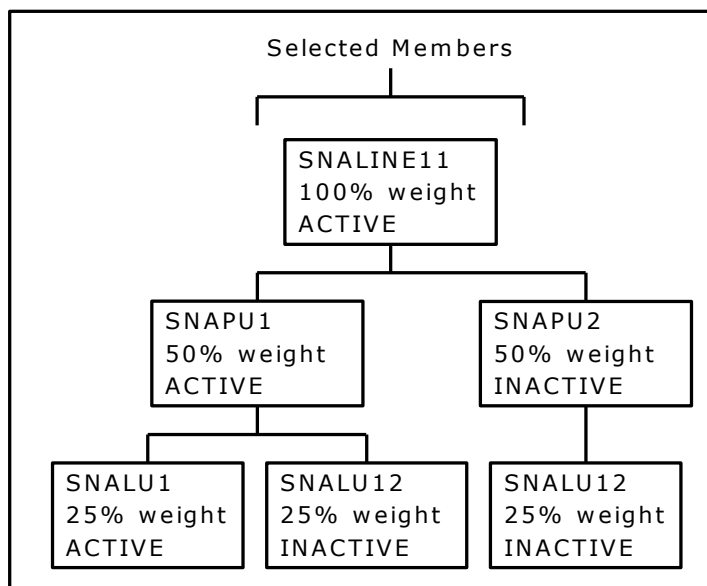 Selected Members
SNALINE11
100% weight
ACTIVE
SNAPU1
50% weight
ACTIVE
SNAPU2
50% weight
INACTIVE
SNALU1
25% weight
ACTIVE
SNALU12
25% weight
INACTIVE
SNALU12
25% weight
INACTIVE